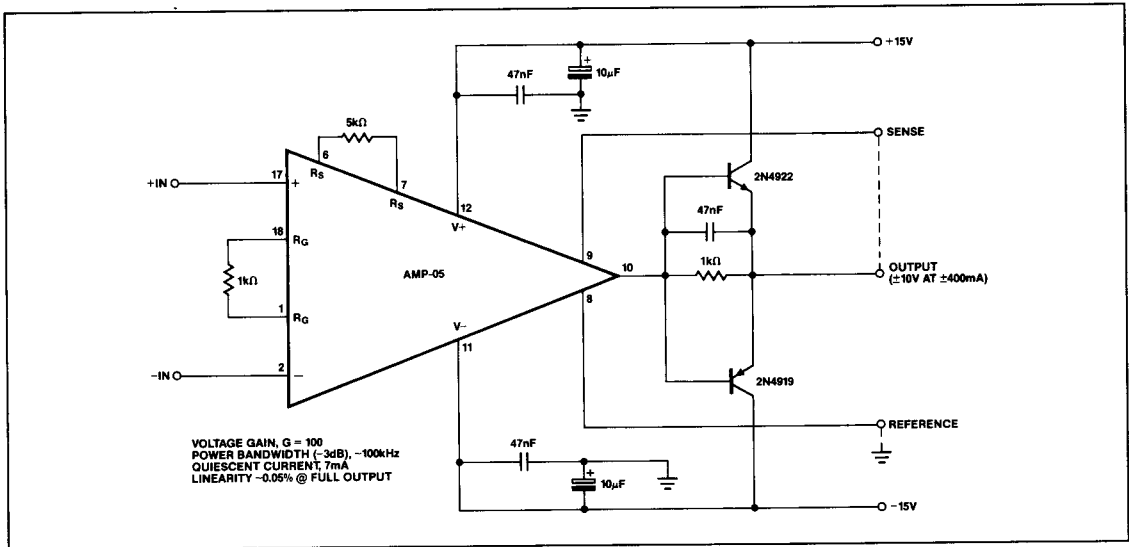 +15V
47nF
+
10µF
5kΩ
SENSE
6
RS
7
RS
12
V+
2N4922
+IN
17
+
47nF
18
RG
9
1kΩ
1kΩ
AMP-05
10
OUTPUT
(±10V AT ±400mA)
8
1
RG
V−
11
2N4919
−IN
2
−
REFERENCE
47nF
+
10µF
VOLTAGE GAIN, G = 100
POWER BANDWIDTH (−3dB), ~100kHz
QUIESCENT CURRENT, 7mA
LINEARITY ~0.05% @ FULL OUTPUT
−15V